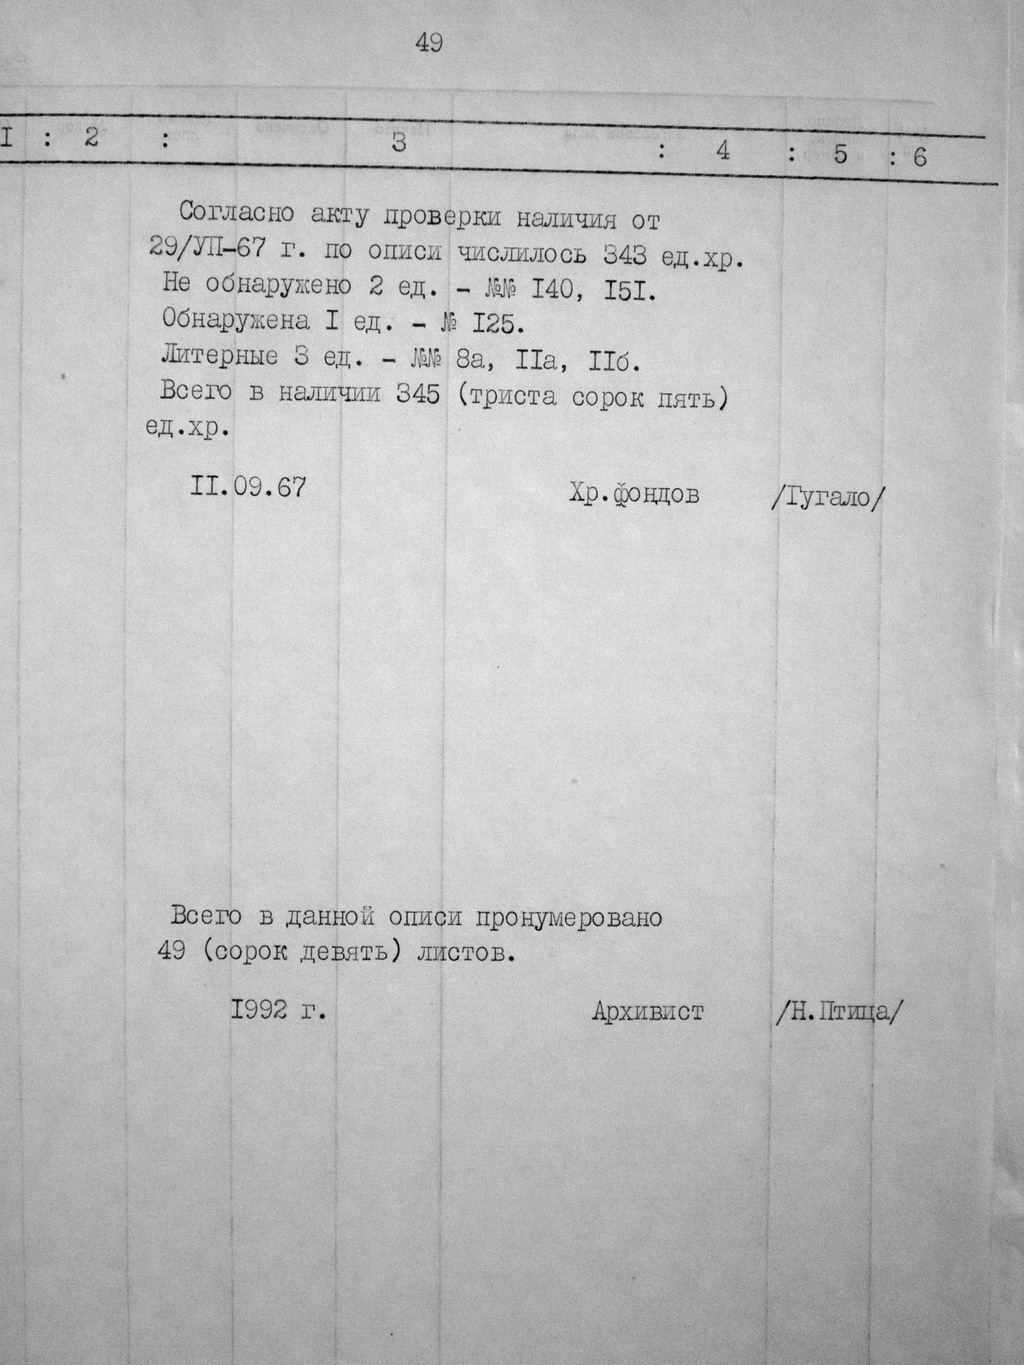 49
I : 2 : 3 : 4 : 5 : 6
Согласно акту проверки наличия от
29/УП-67 г. по описи числилось 343 ед.хр.
Не обнаружено 2 ед. - №№ I40, I5I.
Обнаружена I ед. - № I25.
Литерные 3 ед. - №№ 8а, IIа, IIб.
Всего в наличии 345 (триста сорок пять)
ед.хр.
II.09.67 Хр.фондов /Гугало/
Всего в данной описи пронумеровано
49 (сорок девять) листов.
I992 г. Архивист /Н.Птица/